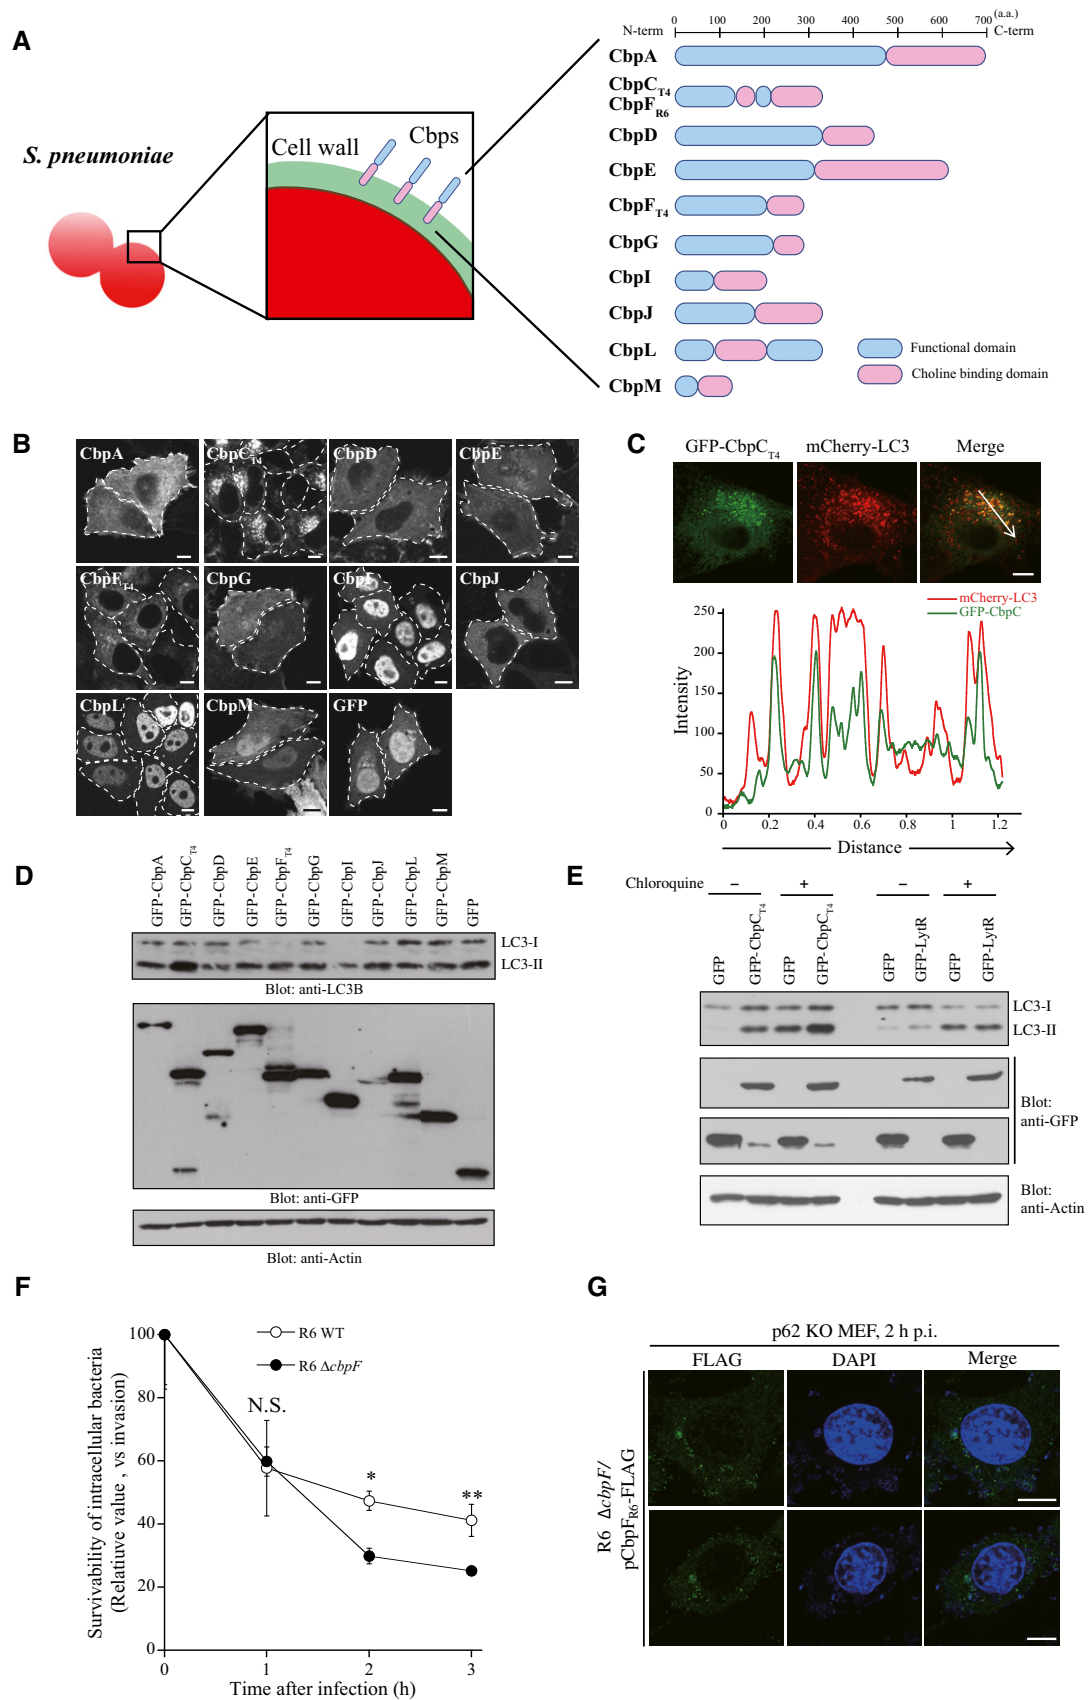 A
S. pneumoniae
Cell wall
Cbps
N-term
0 100 200 300 400 500 600 700
(a.a.)
C-term
CbpA
CbpC T4
CbpF R6
CbpD
CbpE
CbpF T4
CbpG
CbpI
CbpJ
CbpL
CbpM
Functional domain
Choline binding domain
B
CbpA
CbpC T4
CbpD
CbpE
CbpF T4
CbpG
CbpI
CbpJ
CbpL
CbpM
GFP
C
GFP-CbpC T4
mCherry-LC3
Merge
mCherry-LC3
GFP-CbpC
Intensity
250
200
150
100
50
0
0 0.2 0.4 0.6 0.8 1 1.2
Distance
D
GFP-CbpA
GFP-CbpC T4
GFP-CbpD
GFP-CbpE
GFP-CbpF T4
GFP-CbpG
GFP-CbpI
GFP-CbpJ
GFP-CbpL
GFP-CbpM
GFP
LC3-I
LC3-II
Blot: anti-LC3B
Blot: anti-GFP
Blot: anti-Actin
E
Chloroquine − + − +
GFP
GFP-CbpC T4
GFP
GFP-CbpC T4
GFP
GFP-LytR
GFP
GFP-LytR
LC3-I
LC3-II
Blot:
anti-GFP
Blot:
anti-Actin
F
Survivability of intracellular bacteria
(Relatiuve value , vs invasion)
100
80
60
40
20
0
R6 WT
R6 ΔcbpF
N.S.
*
**
0 1 2 3
Time after infection (h)
G
p62 KO MEF, 2 h p.i.
FLAG
DAPI
Merge
R6 ΔcbpF/
pCbpF R6-FLAG